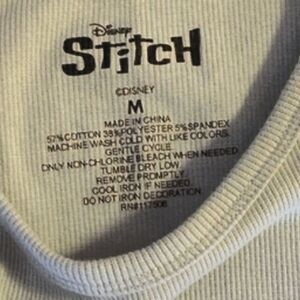 Disney
Stitch
©DISNEY
M
MADE IN CHINA
57%COTTON 38%POLYESTER 5%SPANDEX
MACHINE WASH COLD WITH LIKE COLORS.
GENTLE CYCLE.
ONLY NON-CHLORINE BLEACH WHEN NEEDED.
TUMBLE DRY LOW.
REMOVE PROMPTLY.
COOL IRON IF NEEDED.
DO NOT IRON DECORATION
RN#117508